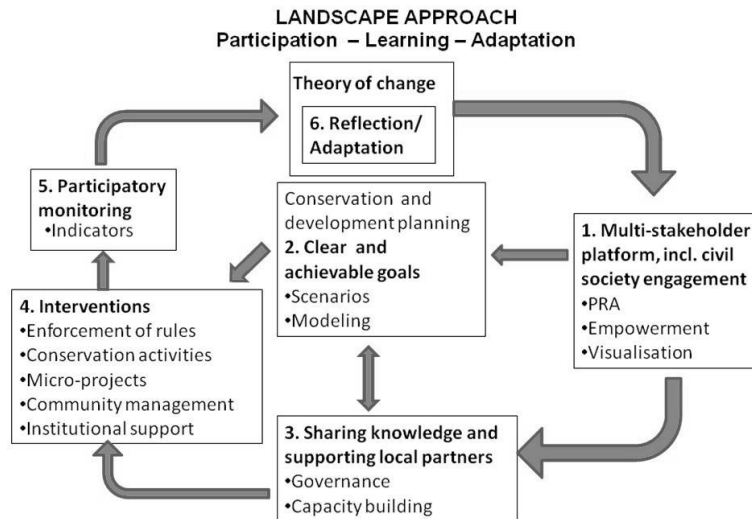 LANDSCAPE APPROACH
Participation – Learning – Adaptation
Theory of change
6. Reflection/
Adaptation
1. Multi-stakeholder
platform, incl. civil
society engagement
•PRA
•Empowerment
•Visualisation
Conservation and
development planning
2. Clear and
achievable goals
•Scenarios
•Modeling
3. Sharing knowledge and
supporting local partners
•Governance
•Capacity building
4. Interventions
•Enforcement of rules
•Conservation activities
•Micro-projects
•Community management
•Institutional support
5. Participatory
monitoring
•Indicators